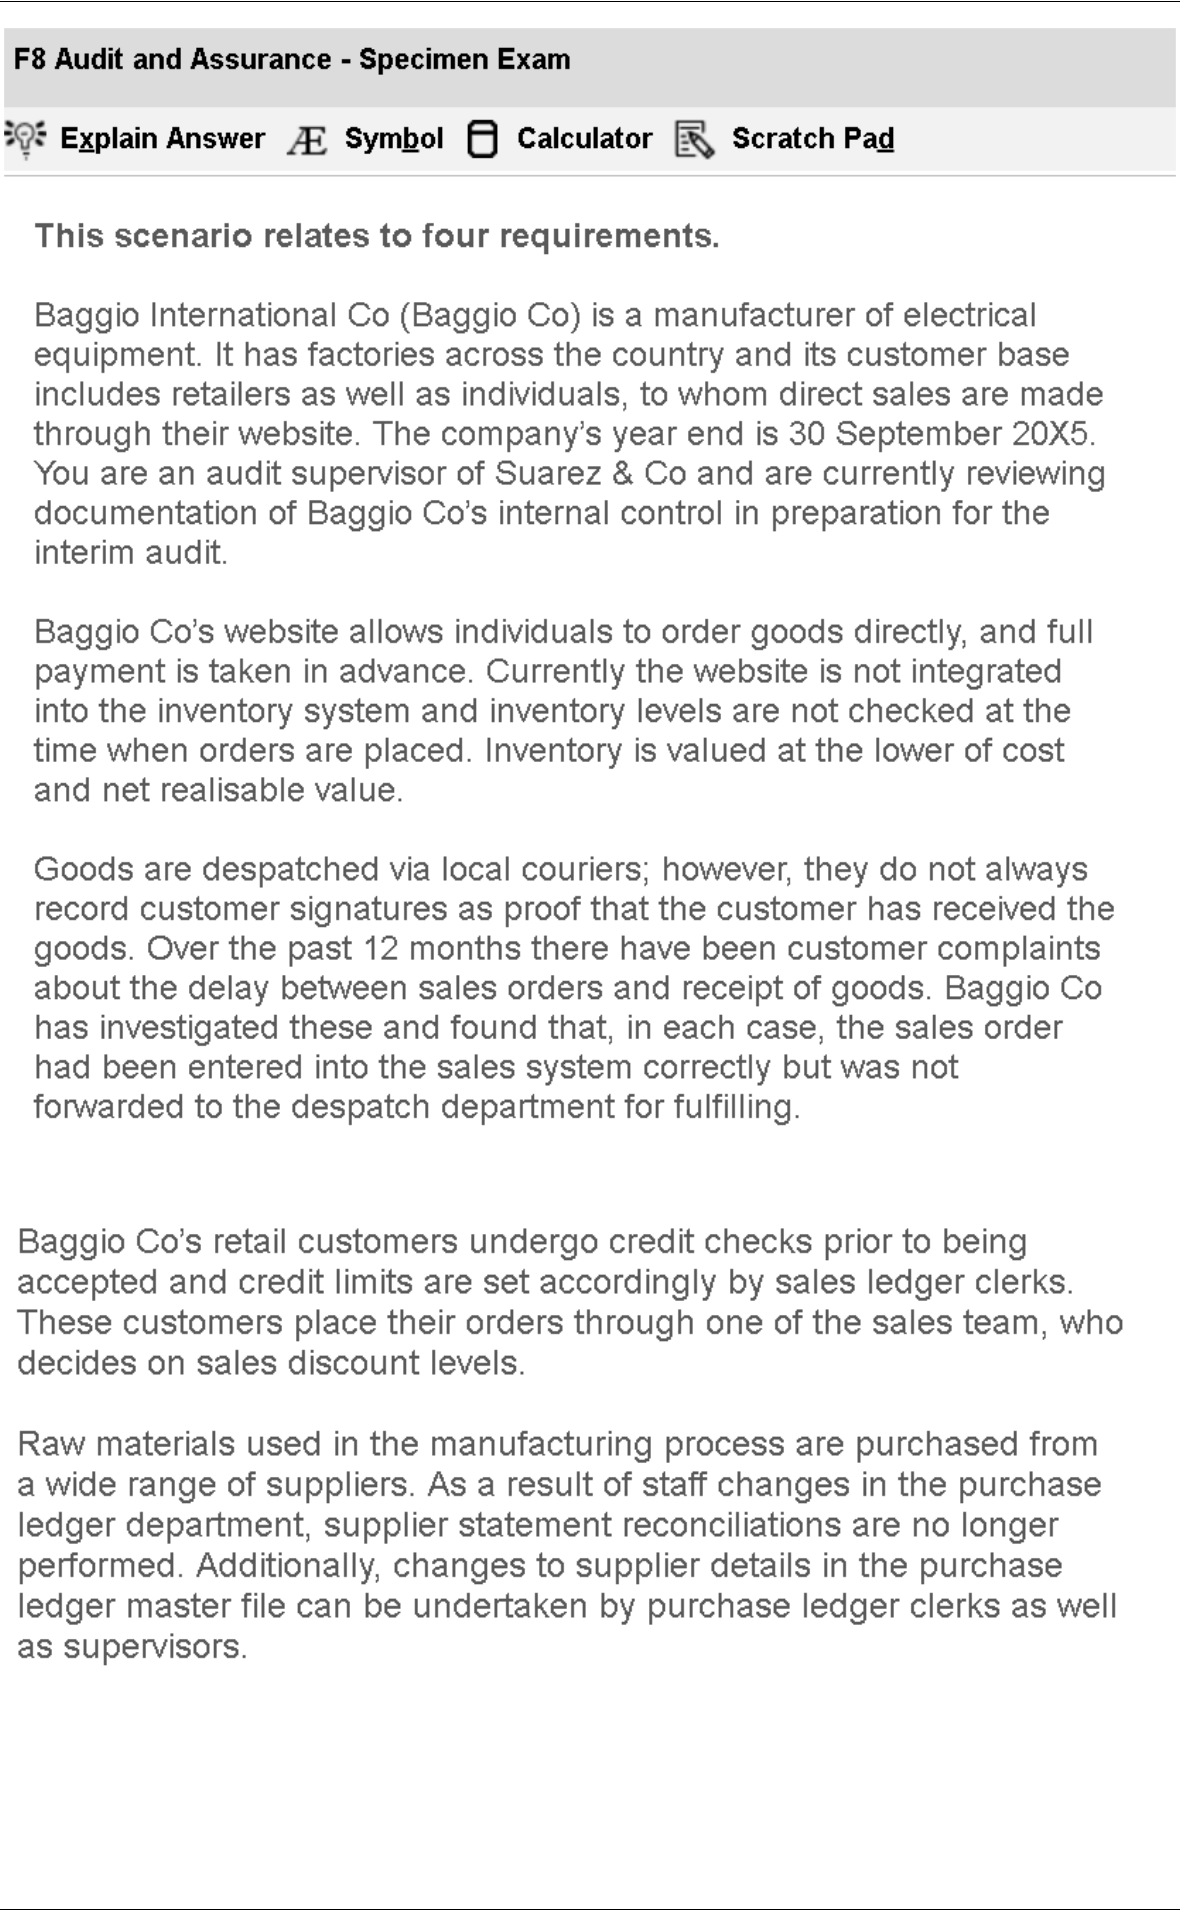 F8 Audit and Assurance - Specimen Exam
Explain Answer Æ Symbol Calculator Scratch Pad
This scenario relates to four requirements.
Baggio International Co (Baggio Co) is a manufacturer of electrical
equipment. It has factories across the country and its customer base
includes retailers as well as individuals, to whom direct sales are made
through their website. The company's year end is 30 September 20X5.
You are an audit supervisor of Suarez & Co and are currently reviewing
documentation of Baggio Co's internal control in preparation for the
interim audit.
Baggio Co's website allows individuals to order goods directly, and full
payment is taken in advance. Currently the website is not integrated
into the inventory system and inventory levels are not checked at the
time when orders are placed. Inventory is valued at the lower of cost
and net realisable value.
Goods are despatched via local couriers; however, they do not always
record customer signatures as proof that the customer has received the
goods. Over the past 12 months there have been customer complaints
about the delay between sales orders and receipt of goods. Baggio Co
has investigated these and found that, in each case, the sales order
had been entered into the sales system correctly but was not
forwarded to the despatch department for fulfilling.
Baggio Co's retail customers undergo credit checks prior to being
accepted and credit limits are set accordingly by sales ledger clerks.
These customers place their orders through one of the sales team, who
decides on sales discount levels.
Raw materials used in the manufacturing process are purchased from
a wide range of suppliers. As a result of staff changes in the purchase
ledger department, supplier statement reconciliations are no longer
performed. Additionally, changes to supplier details in the purchase
ledger master file can be undertaken by purchase ledger clerks as well
as supervisors.